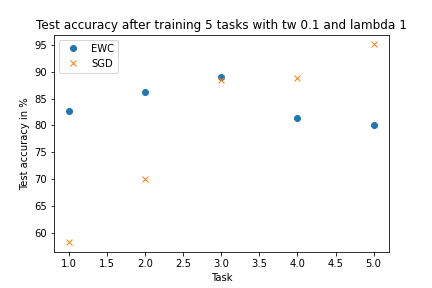 Test accuracy after training 5 tasks with tw 0.1 and lambda 1
EWC
SGD
Test accuracy in %
95
90
85
80
75
70
65
60
1.0 1.5 2.0 2.5 3.0 3.5 4.0 4.5 5.0
Task